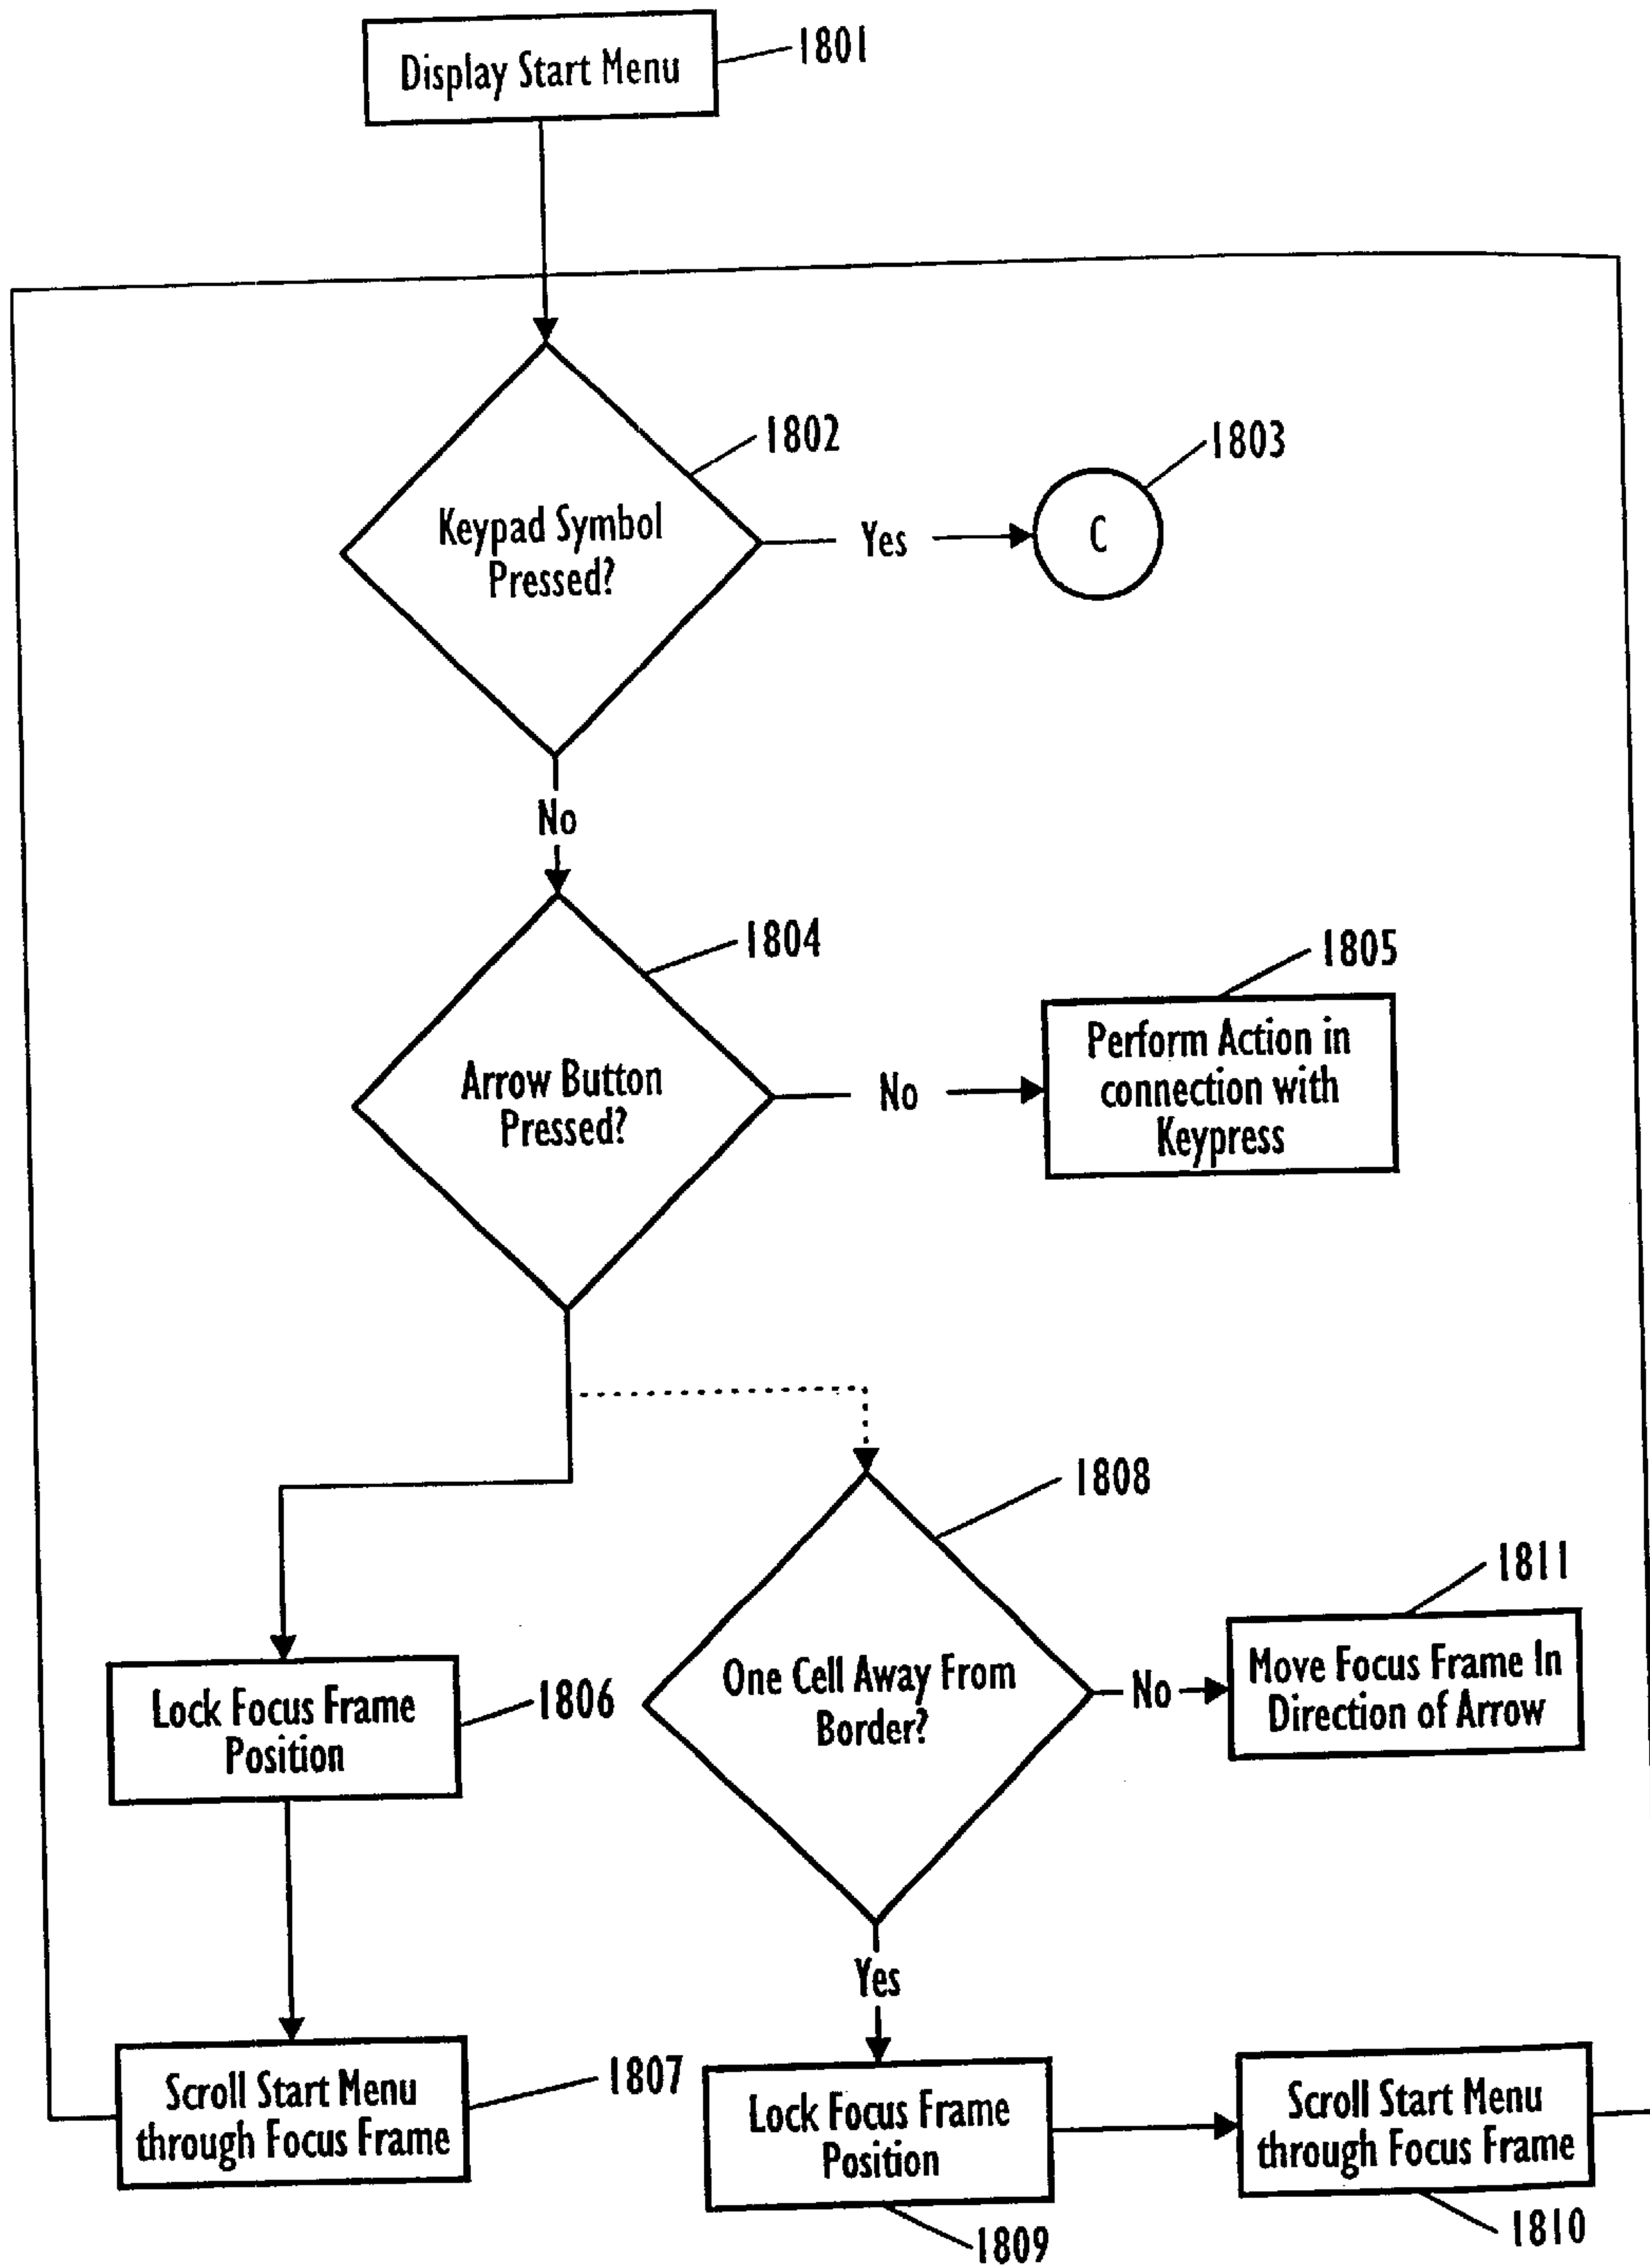 Display Start Menu
1801
Keypad Symbol
Pressed?
1802
Yes
C
1803
No
Arrow Button
Pressed?
1804
No
Perform Action in
connection with
Keypress
1805
Lock Focus Frame
Position
1806
Scroll Start Menu
through Focus Frame
1807
One Cell Away From
Border?
1808
No
Move Focus Frame In
Direction of Arrow
1811
Yes
Lock Focus Frame
Position
1809
Scroll Start Menu
through Focus Frame
1810